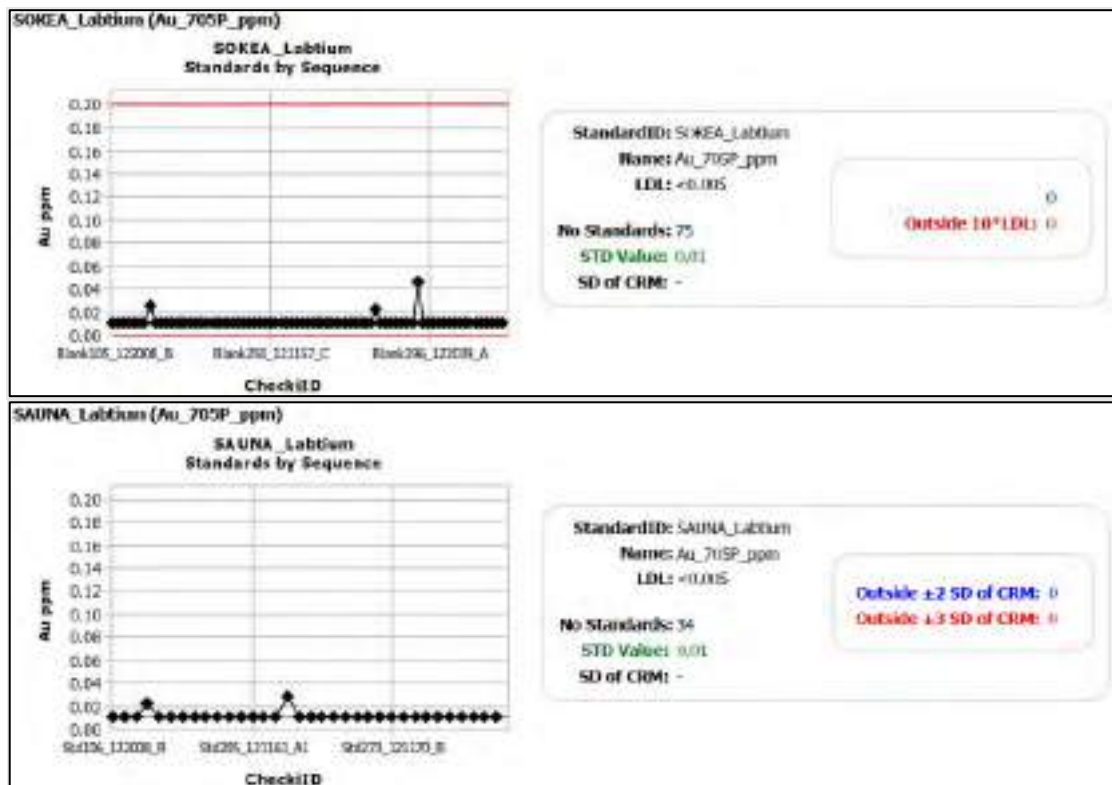 SOKEA_Labtium (Au_705P_ppm)
SOKEA_Labtium
Standards by Sequence
Au ppm
0.20
0.18
0.16
0.14
0.12
0.10
0.08
0.06
0.04
0.02
0.00
CheckID
StandardID: SOKEA_Labtium
Name: Au_705P_ppm
LDL: <0.005
No Standards: 75
STD Value: 0.01
SD of CRM: -
0
Outside 10*LDL: 0
SAUNA_Labtium (Au_705P_ppm)
SAUNA_Labtium
Standards by Sequence
Au ppm
0.20
0.18
0.16
0.14
0.12
0.10
0.08
0.06
0.04
0.02
0.00
CheckID
StandardID: SAUNA_Labtium
Name: Au_705P_ppm
LDL: <0.005
No Standards: 34
STD Value: 0.01
SD of CRM: -
Outside ±2 SD of CRM: 0
Outside ±3 SD of CRM: 0